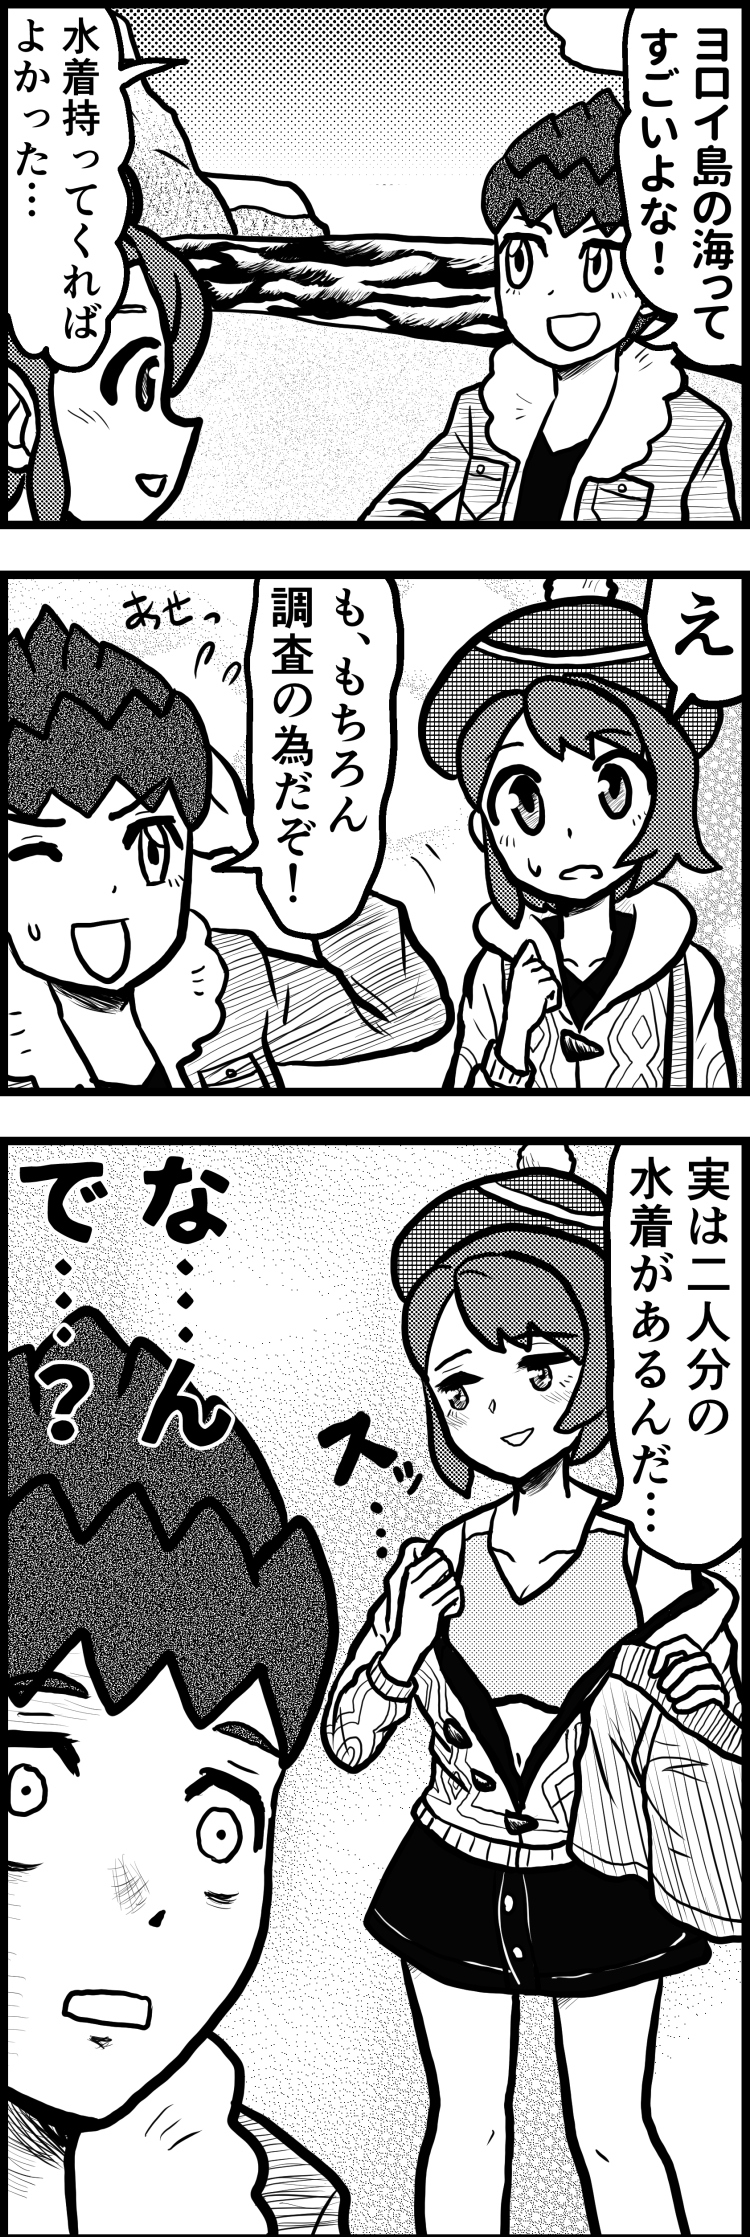 ヨロイ島の海って
すごいよな！
水着持ってくれば
よかった…
え
も、もちろん
調査の為だぞ！
あせっ
実は二人分の
水着があるんだ…
スッ…
な…ん
で…？